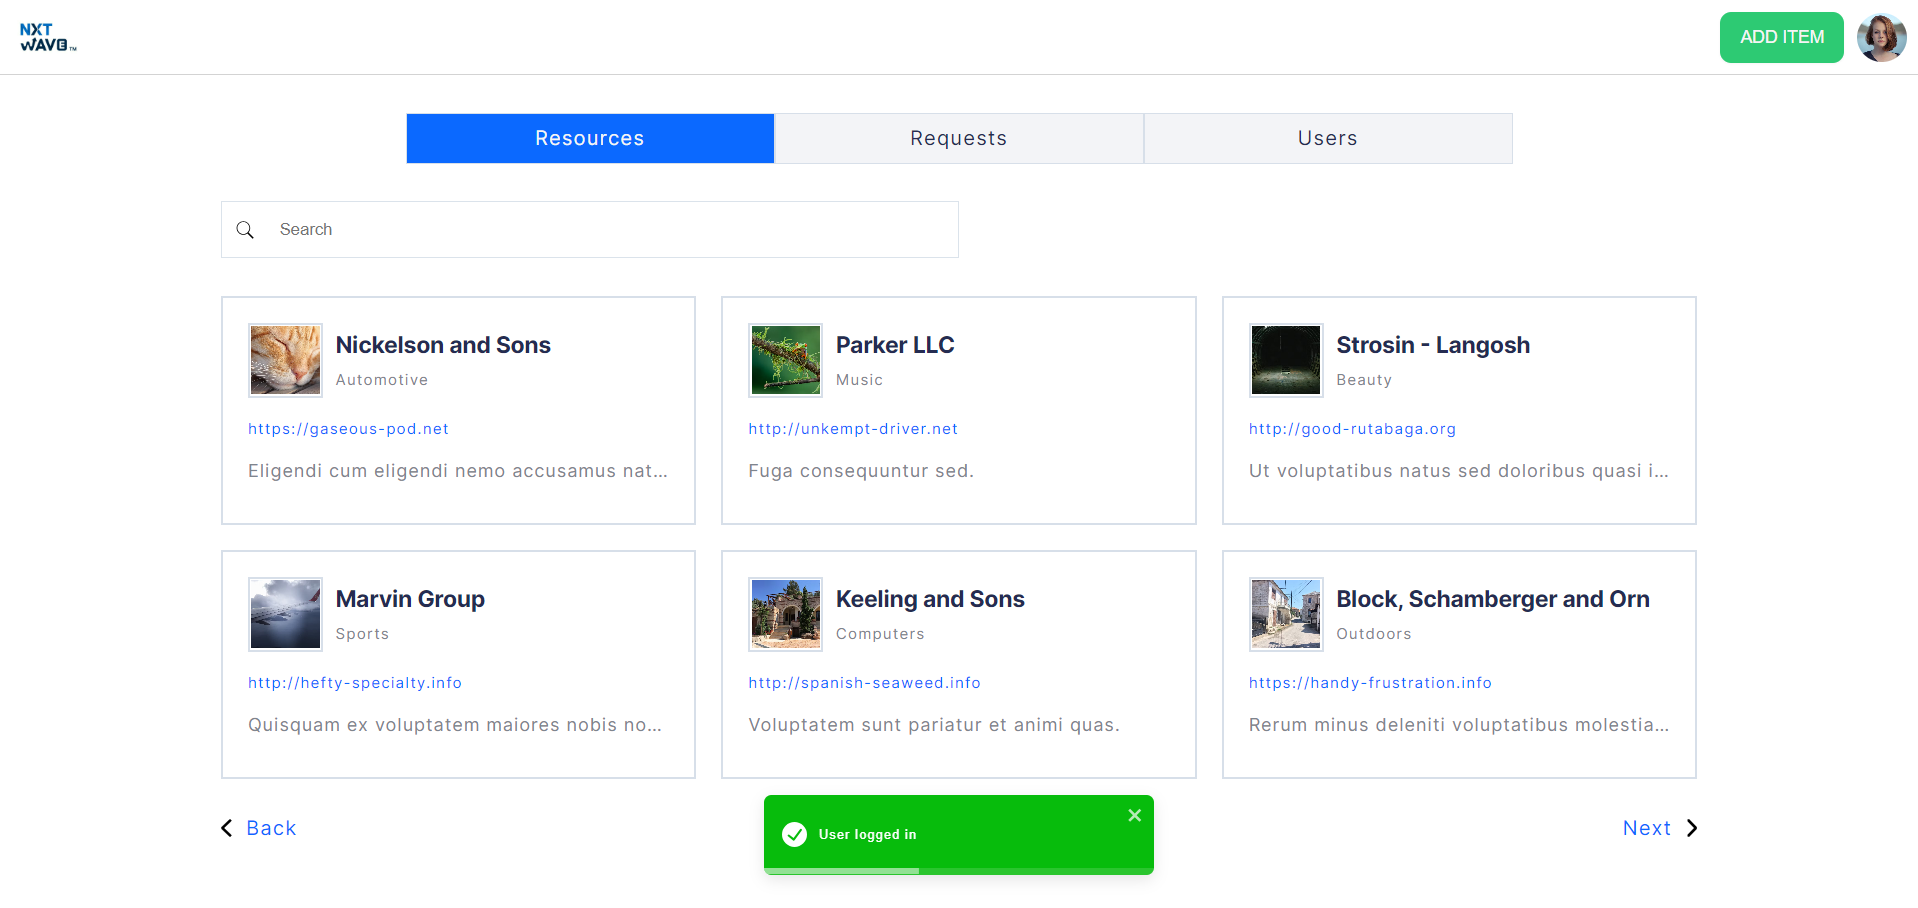 NXT
WAVE™
ADD ITEM
Resources
Requests
Users
Search
Nickelson and Sons
Automotive
https://gaseous-pod.net
Eligendi cum eligendi nemo accusamus nat...
Parker LLC
Music
http://unkempt-driver.net
Fuga consequuntur sed.
Strosin - Langosh
Beauty
http://good-rutabaga.org
Ut voluptatibus natus sed doloribus quasi i...
Marvin Group
Sports
http://hefty-specialty.info
Quisquam ex voluptatem maiores nobis no...
Keeling and Sons
Computers
http://spanish-seaweed.info
Voluptatem sunt pariatur et animi quas.
Block, Schamberger and Orn
Outdoors
https://handy-frustration.info
Rerum minus deleniti voluptatibus molestia...
Back
User logged in
Next